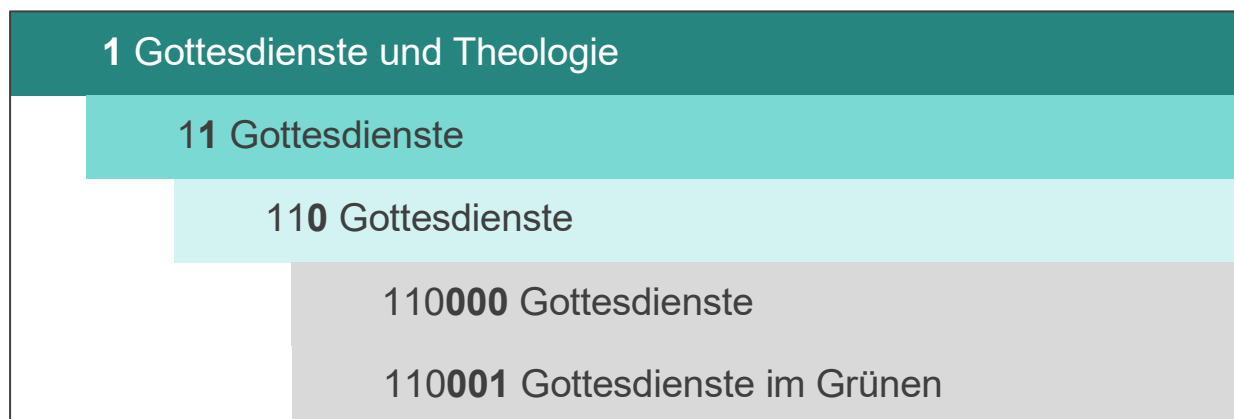 1 Gottesdienste und Theologie
11 Gottesdienste
110 Gottesdienste
110000 Gottesdienste
110001 Gottesdienste im Grünen